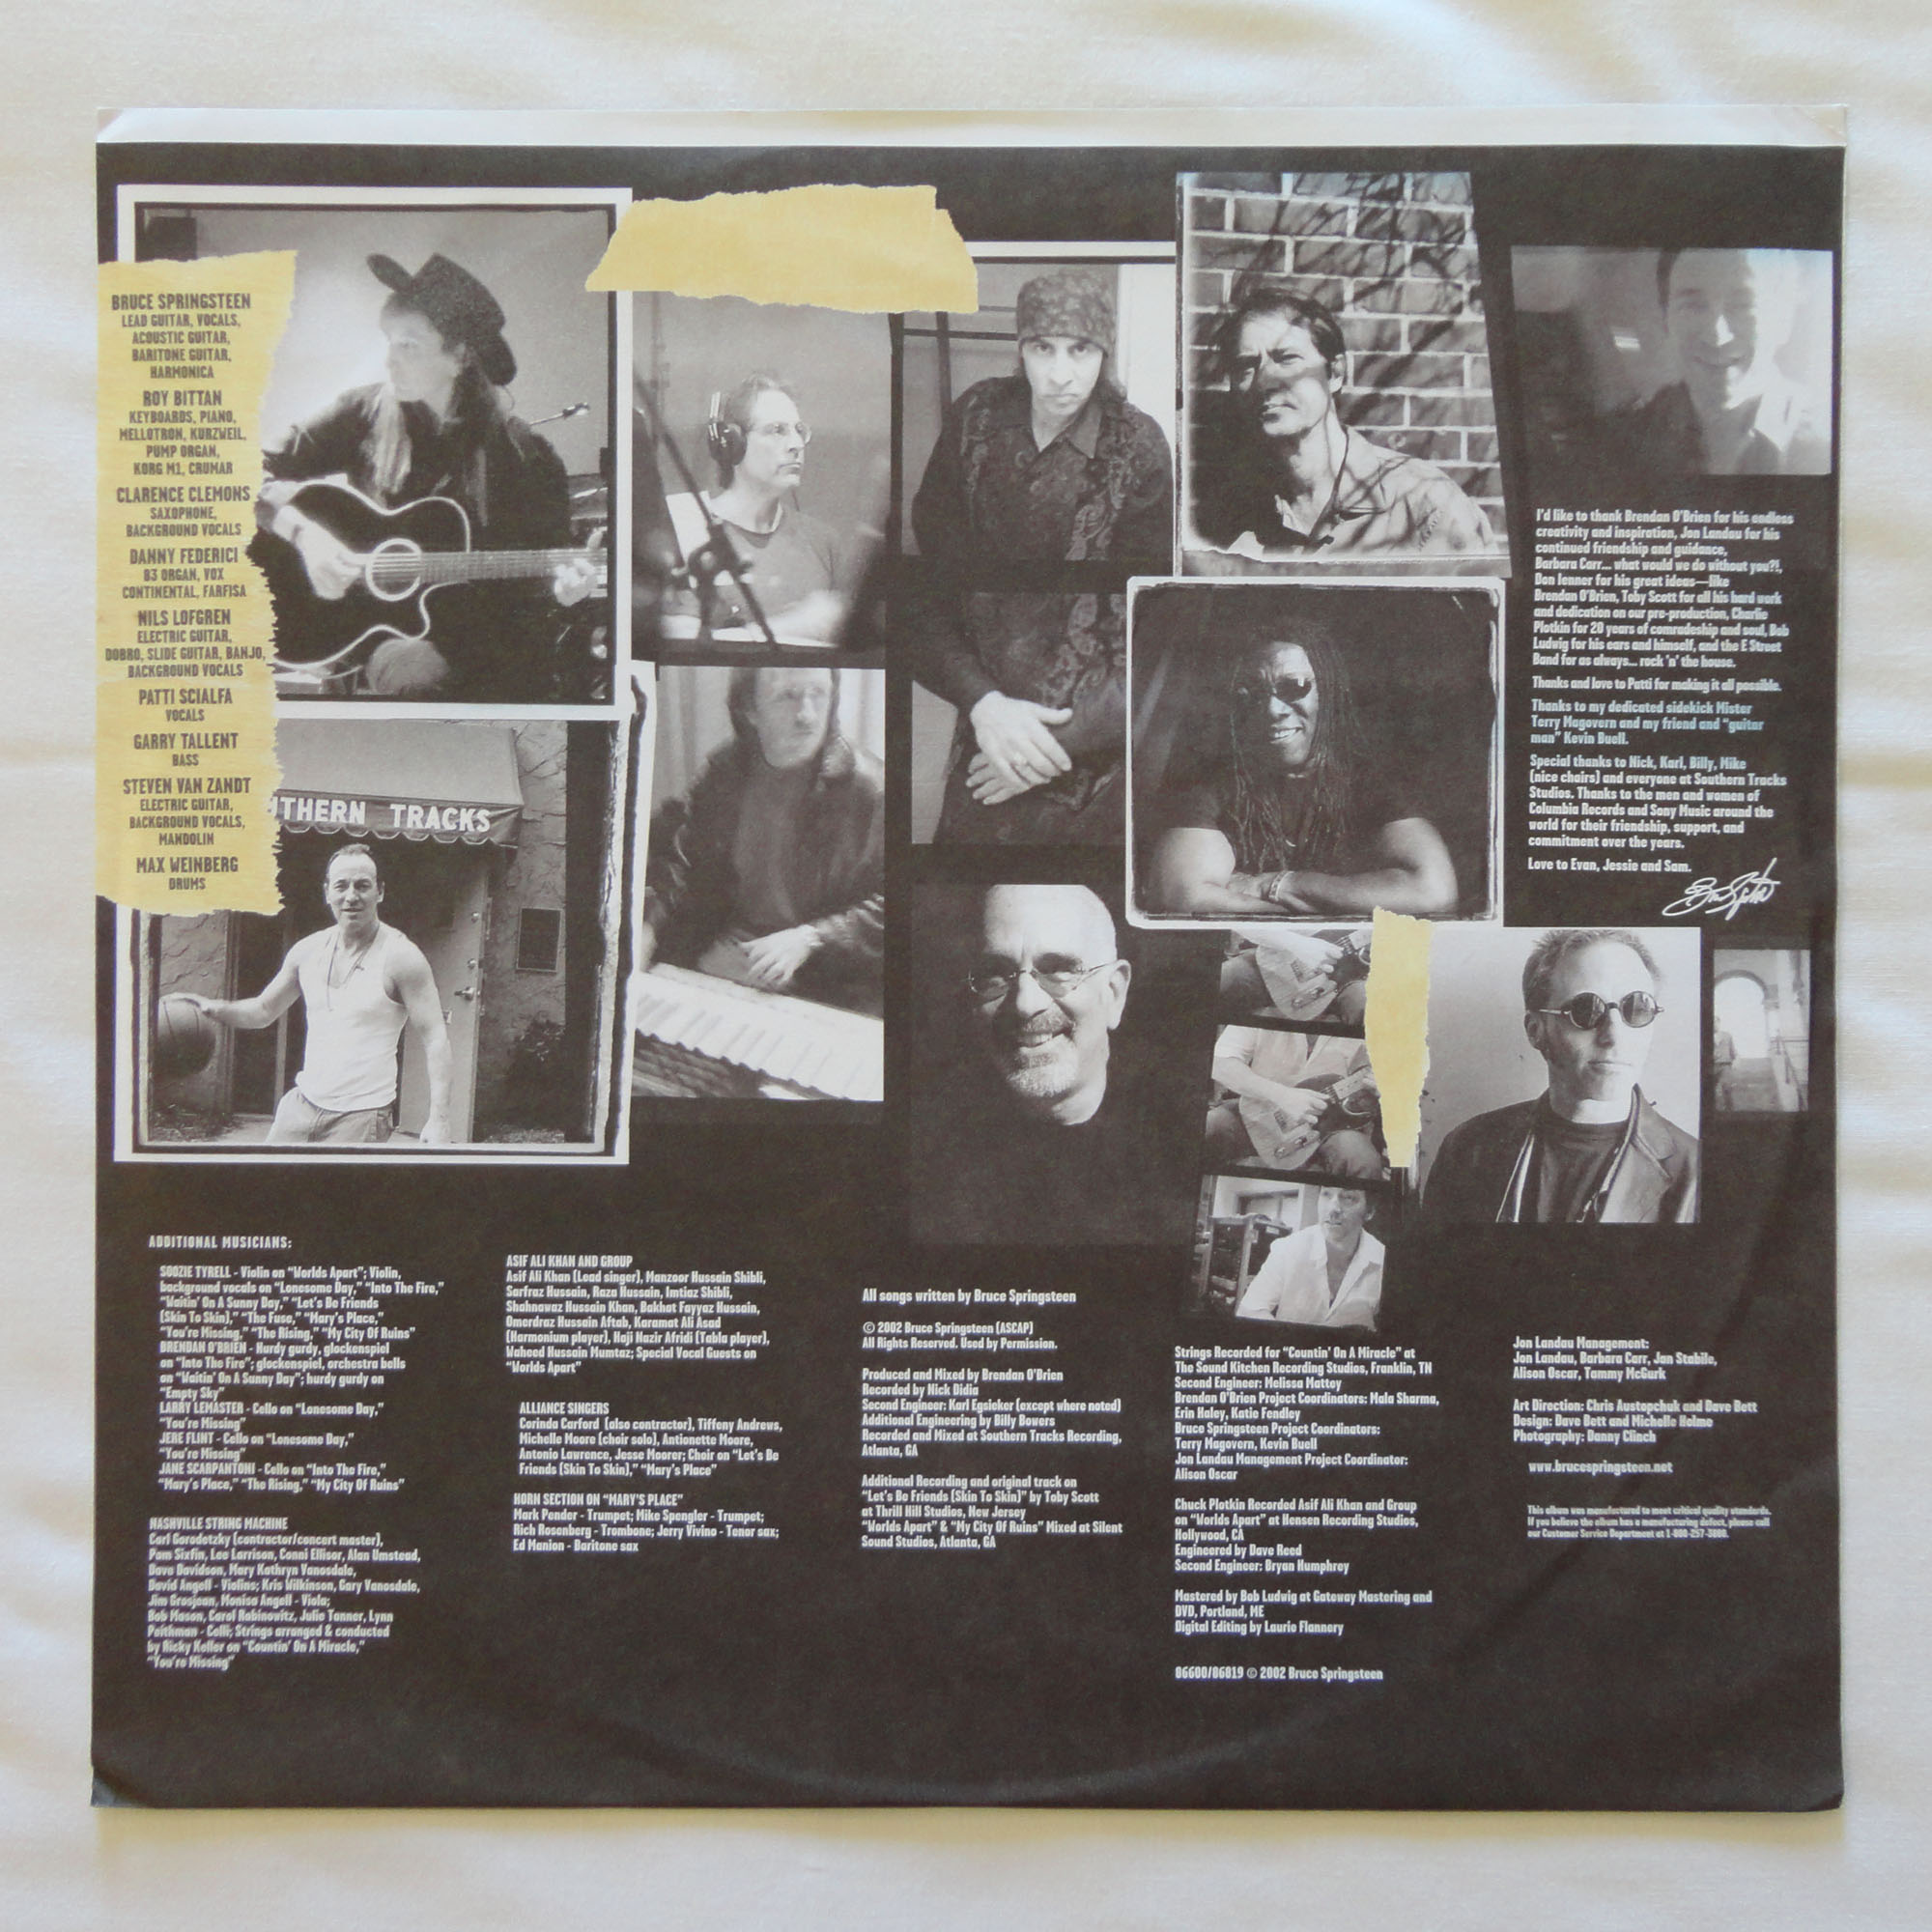 BRUCE SPRINGSTEEN
LEAD GUITAR, VOCALS,
ACOUSTIC GUITAR,
BARITONE GUITAR,
HARMONICA
ROY BITTAN
KEYBOARDS, PIANO,
MELLOTRON, KURZWEIL,
PUMP ORGAN,
KORG M1, CRUMAR
CLARENCE CLEMONS
SAXOPHONE,
BACKGROUND VOCALS
DANNY FEDERICI
B3 ORGAN, VOX
CONTINENTAL, FARFISA
NILS LOFGREN
ELECTRIC GUITAR,
DOBRO, SLIDE GUITAR, BANJO,
BACKGROUND VOCALS
PATTI SCIALFA
VOCALS
GARRY TALLENT
BASS
STEVEN VAN ZANDT
ELECTRIC GUITAR,
BACKGROUND VOCALS,
MANDOLIN
MAX WEINBERG
DRUMS
THERN TRACKS
I'd like to thank Brendan O'Brien for his endless
creativity and inspiration, Jon Landau for his
continued friendship and guidance,
Barbara Carr... what would we do without you?!,
Don Ienner for his great ideas—like
Brendan O'Brien, Toby Scott for all his hard work
and dedication on our pre-production, Charlie
Plotkin for 20 years of comradeship and soul, Bob
Ludwig for his ears and himself, and the E Street
Band for as always... rock 'n' the house.
Thanks and love to Patti for making it all possible.
Thanks to my dedicated sidekick Mister
Terry Magovern and my friend and "guitar
man" Kevin Buell.
Special thanks to Nick, Karl, Billy, Mike
(nice chairs) and everyone at Southern Tracks
Studios. Thanks to the men and women of
Columbia Records and Sony Music around the
world for their friendship, support, and
commitment over the years.
Love to Evan, Jessie and Sam.
ADDITIONAL MUSICIANS:
SOOZIE TYRELL - Violin on "Worlds Apart"; Violin,
background vocals on "Lonesome Day," "Into The Fire,"
"Waitin' On A Sunny Day," "Let's Be Friends
(Skin To Skin)," "The Fuse," "Mary's Place,"
"You're Missing," "The Rising," "My City Of Ruins"
BRENDAN O'BRIEN - Hurdy gurdy, glockenspiel
on "Into The Fire"; glockenspiel, orchestra bells
on "Waitin' On A Sunny Day"; hurdy gurdy on
"Empty Sky"
LARRY LEMASTER - Cello on "Lonesome Day,"
"You're Missing"
JERE FLINT - Cello on "Lonesome Day,"
"You're Missing"
JANE SCARPANTONI - Cello on "Into The Fire,"
"Mary's Place," "The Rising," "My City Of Ruins"
NASHVILLE STRING MACHINE
Carl Gorodetzky (contractor/concert master),
Pam Sixfin, Lee Larrison, Conni Ellisor, Alan Umstead,
Dave Davidson, Mary Kathryn Vanosdale,
David Angell - Violins; Kris Wilkinson, Gary Vanosdale,
Jim Grosjean, Monisa Angell - Viola;
Bob Mason, Carol Rabinowitz, Julie Tanner, Lynn
Peithman - Celli; Strings arranged & conducted
by Ricky Keller on "Countin' On A Miracle,"
"You're Missing"
ASIF ALI KHAN AND GROUP
Asif Ali Khan (Lead singer), Manzoor Hussain Shibli,
Sarfraz Hussain, Raza Hussain, Imtiaz Shibli,
Shahnawaz Hussain Khan, Bakhat Fayyaz Hussain,
Omerdraz Hussain Aftab, Karamat Ali Asad
(Harmonium player), Haji Nazir Afridi (Tabla player),
Waheed Hussain Mumtaz; Special Vocal Guests on
"Worlds Apart"
ALLIANCE SINGERS
Corinda Carford (also contractor), Tiffeny Andrews,
Michelle Moore (choir solo), Antionette Moore,
Antonio Lawrence, Jesse Moorer; Choir on "Let's Be
Friends (Skin To Skin)," "Mary's Place"
HORN SECTION ON "MARY'S PLACE"
Mark Pender - Trumpet; Mike Spengler - Trumpet;
Rich Rosenberg - Trombone; Jerry Vivino - Tenor sax;
Ed Manion - Baritone sax
All songs written by Bruce Springsteen
© 2002 Bruce Springsteen (ASCAP)
All Rights Reserved. Used by Permission.
Produced and Mixed by Brendan O'Brien
Recorded by Nick Didia
Second Engineer: Karl Egsieker (except where noted)
Additional Engineering by Billy Bowers
Recorded and Mixed at Southern Tracks Recording,
Atlanta, GA
Additional Recording and original track on
"Let's Be Friends (Skin To Skin)" by Toby Scott
at Thrill Hill Studios, New Jersey
"Worlds Apart" & "My City Of Ruins" Mixed at Silent
Sound Studios, Atlanta, GA
Strings Recorded for "Countin' On A Miracle" at
The Sound Kitchen Recording Studios, Franklin, TN
Second Engineer: Melissa Mattey
Brendan O'Brien Project Coordinators: Mala Sharma,
Erin Haley, Katie Fendley
Bruce Springsteen Project Coordinators:
Terry Magovern, Kevin Buell
Jon Landau Management Project Coordinator:
Alison Oscar
Chuck Plotkin Recorded Asif Ali Khan and Group
on "Worlds Apart" at Hensen Recording Studios,
Hollywood, CA
Engineered by Dave Reed
Second Engineer: Bryan Humphrey
Mastered by Bob Ludwig at Gateway Mastering and
DVD, Portland, ME
Digital Editing by Laurie Flannery
86600/86819 © 2002 Bruce Springsteen
Jon Landau Management:
Jon Landau, Barbara Carr, Jan Stabile,
Alison Oscar, Tammy McGurk
Art Direction: Chris Austopchuk and Dave Bett
Design: Dave Bett and Michelle Holme
Photography: Danny Clinch
www.brucespringsteen.net
This album was manufactured to meet critical quality standards.
If you believe the album has a manufacturing defect, please call
our Customer Service Department at 1-800-257-3880.